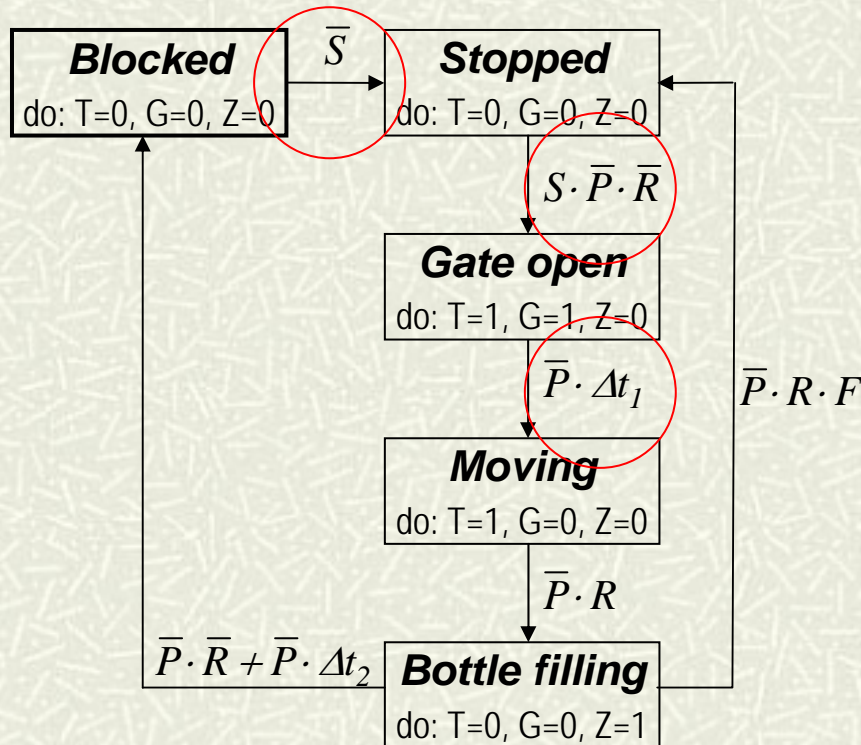 Blocked
do: T=0, G=0, Z=0
S̅
Stopped
do: T=0, G=0, Z=0
S · P̅ · R̅
Gate open
do: T=1, G=1, Z=0
P̅ · Δt₁
P̅ · R · F
Moving
do: T=1, G=0, Z=0
P̅ · R
P̅ · R̅ + P̅ · Δt₂
Bottle filling
do: T=0, G=0, Z=1